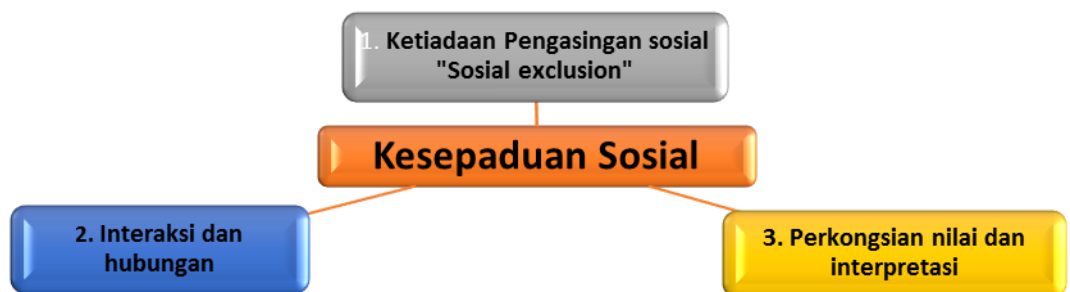 1. Ketiadaan Pengasingan sosial
"Sosial exclusion"
Kesepaduan Sosial
2. Interaksi dan
hubungan
3. Perkongsian nilai dan
interpretasi